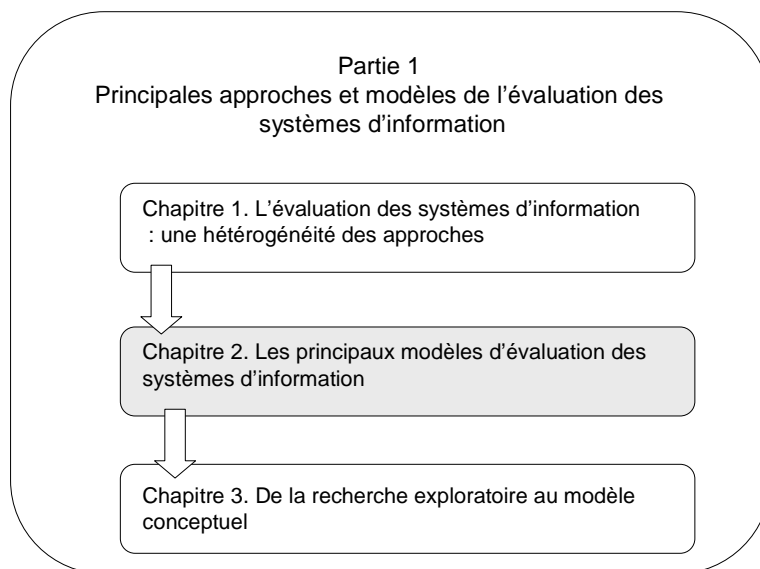 Partie 1
Principales approches et modèles de l'évaluation des
systèmes d'information
Chapitre 1. L'évaluation des systèmes d'information
: une hétérogénéité des approches
Chapitre 2. Les principaux modèles d'évaluation des
systèmes d'information
Chapitre 3. De la recherche exploratoire au modèle
conceptuel